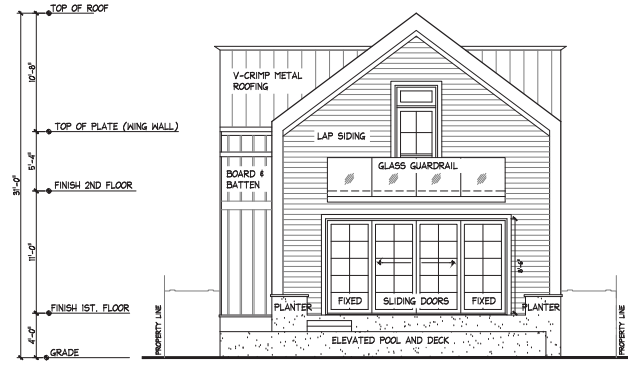 TOP OF ROOF
10'-8"
V-CRIMP METAL
ROOFING
TOP OF PLATE (WING WALL)
LAP SIDING
5'-4"
31'-0"
BOARD &
BATTEN
GLASS GUARDRAIL
FINISH 2ND FLOOR
11'-0"
FIXED
SLIDING DOORS
FIXED
PLANTER
PLANTER
FINISH 1ST. FLOOR
4'-0"
PROPERTY LINE
PROPERTY LINE
ELEVATED POOL AND DECK
GRADE